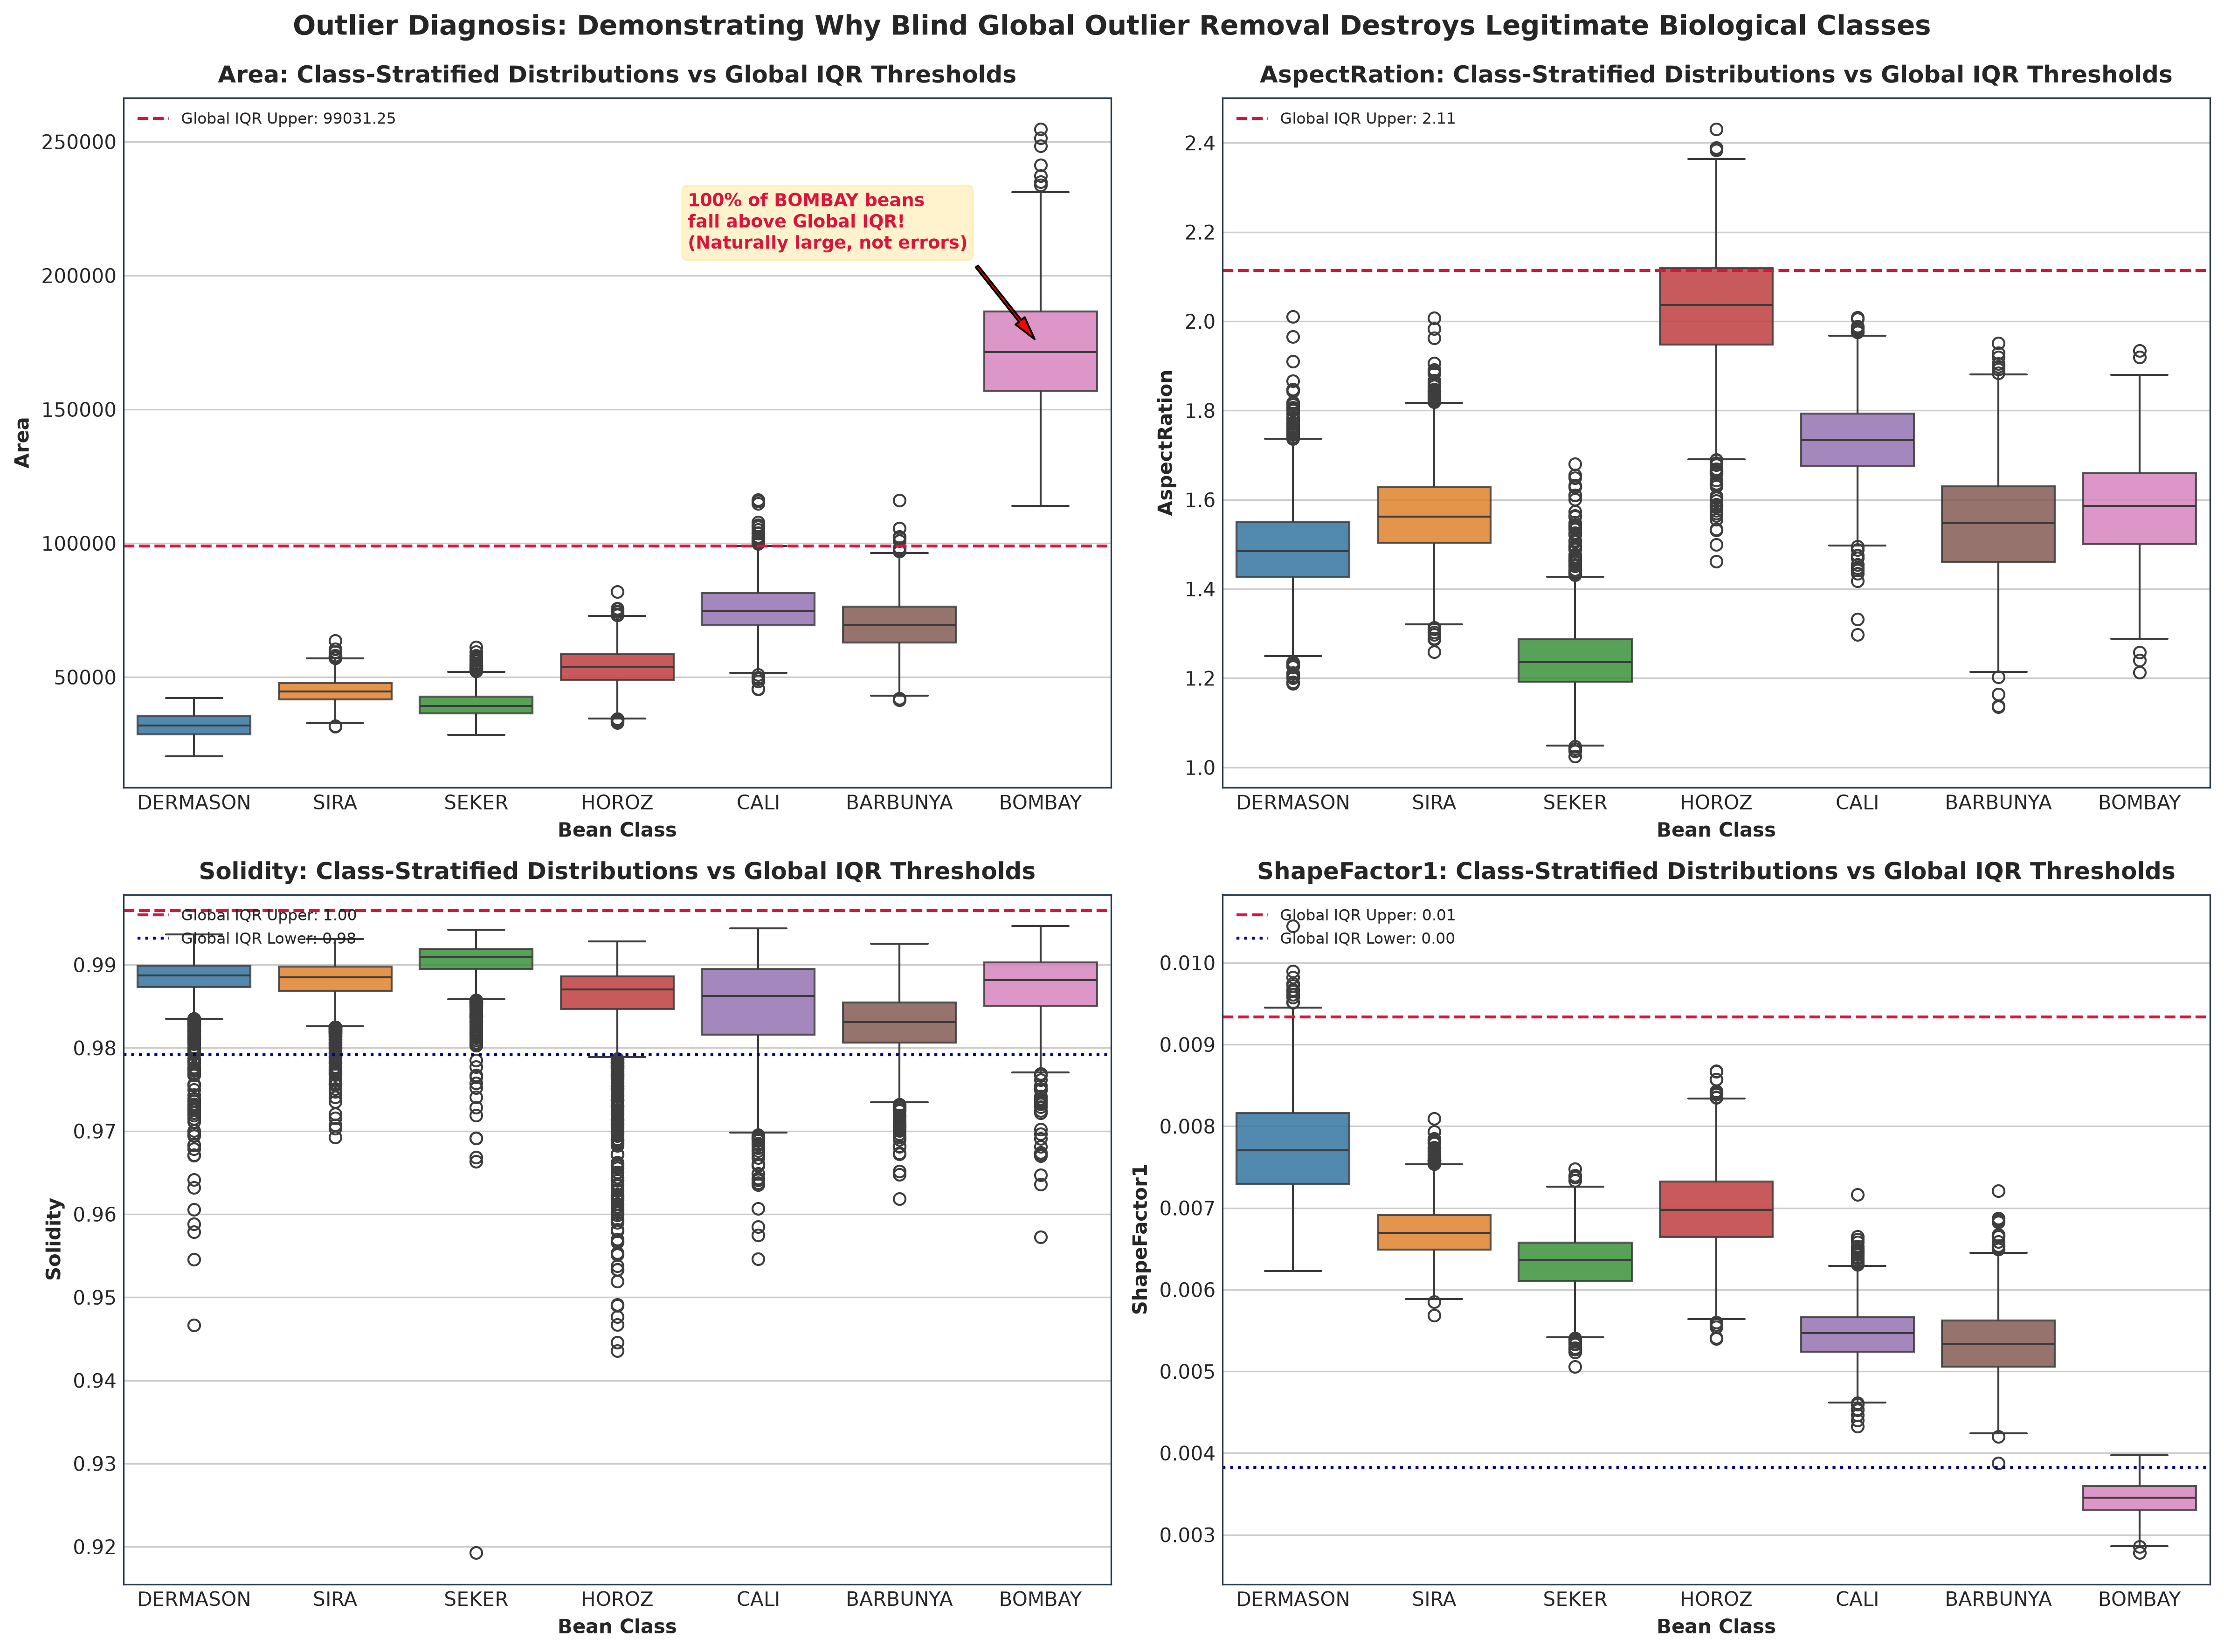 Outlier Diagnosis: Demonstrating Why Blind Global Outlier Removal Destroys Legitimate Biological Classes
Area: Class-Stratified Distributions vs Global IQR Thresholds
Global IQR Upper: 99031.25
100% of BOMBAY beans
fall above Global IQR!
(Naturally large, not errors)
250000
200000
150000
100000
50000
Area
DERMASON SIRA SEKER HOROZ CALI BARBUNYA BOMBAY
Bean Class
AspectRation: Class-Stratified Distributions vs Global IQR Thresholds
Global IQR Upper: 2.11
2.4
2.2
2.0
1.8
1.6
1.4
1.2
1.0
AspectRation
DERMASON SIRA SEKER HOROZ CALI BARBUNYA BOMBAY
Bean Class
Solidity: Class-Stratified Distributions vs Global IQR Thresholds
Global IQR Upper: 1.00
Global IQR Lower: 0.98
0.99
0.98
0.97
0.96
0.95
0.94
0.93
0.92
Solidity
DERMASON SIRA SEKER HOROZ CALI BARBUNYA BOMBAY
Bean Class
ShapeFactor1: Class-Stratified Distributions vs Global IQR Thresholds
Global IQR Upper: 0.01
Global IQR Lower: 0.00
0.010
0.009
0.008
0.007
0.006
0.005
0.004
0.003
ShapeFactor1
DERMASON SIRA SEKER HOROZ CALI BARBUNYA BOMBAY
Bean Class